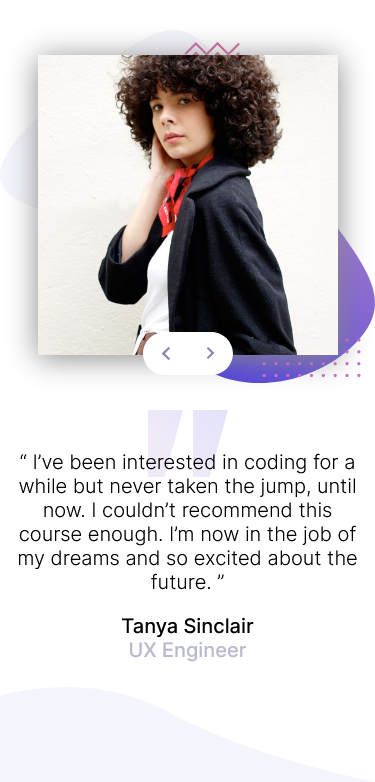 “ I’ve been interested in coding for a
while but never taken the jump, until
now. I couldn’t recommend this
course enough. I’m now in the job of
my dreams and so excited about the
future. ”
Tanya Sinclair
UX Engineer